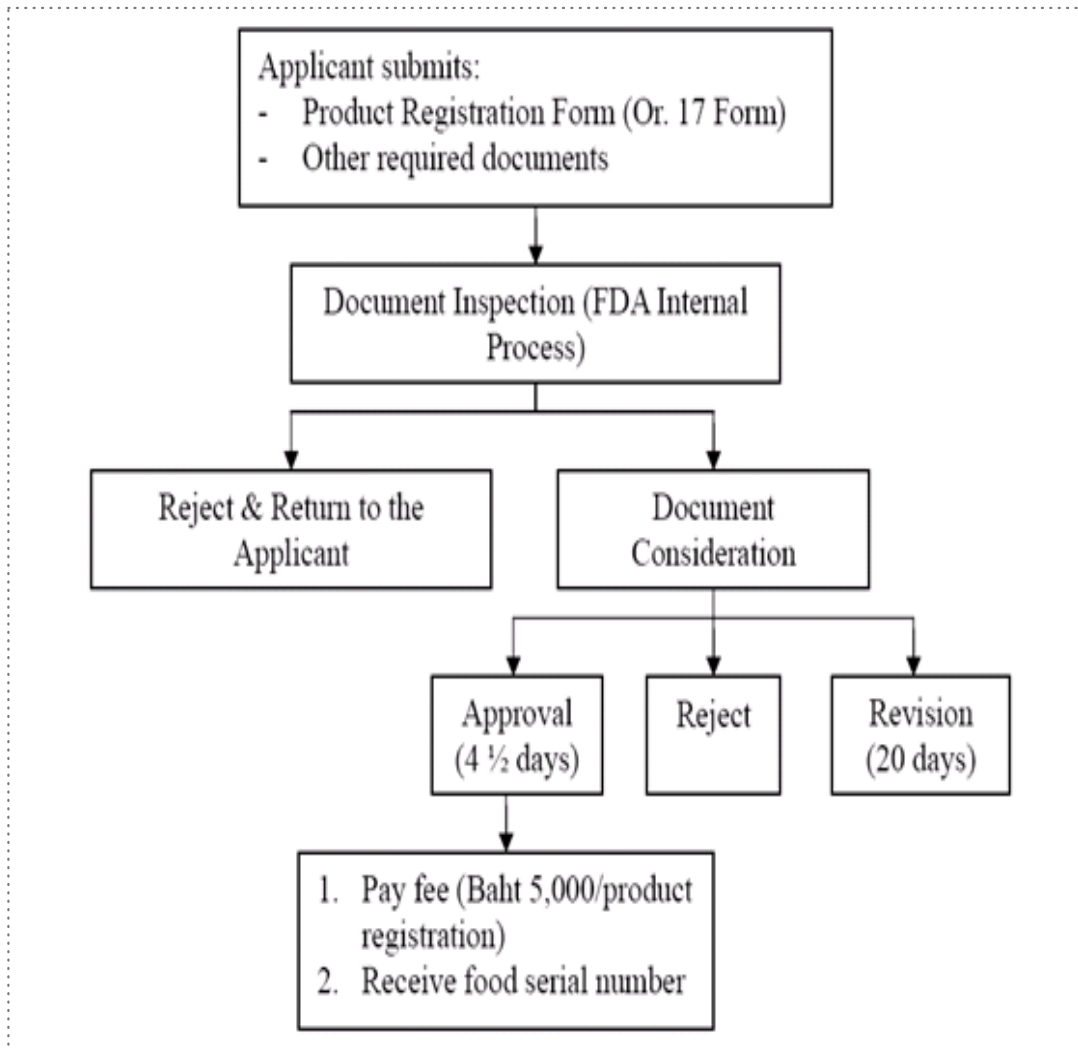 Applicant submits:
- Product Registration Form (Or. 17 Form)
- Other required documents
Document Inspection (FDA Internal
Process)
Reject & Return to the
Applicant
Document
Consideration
Approval
(4 ½ days)
Reject
Revision
(20 days)
1. Pay fee (Baht 5,000/product
registration)
2. Receive food serial number